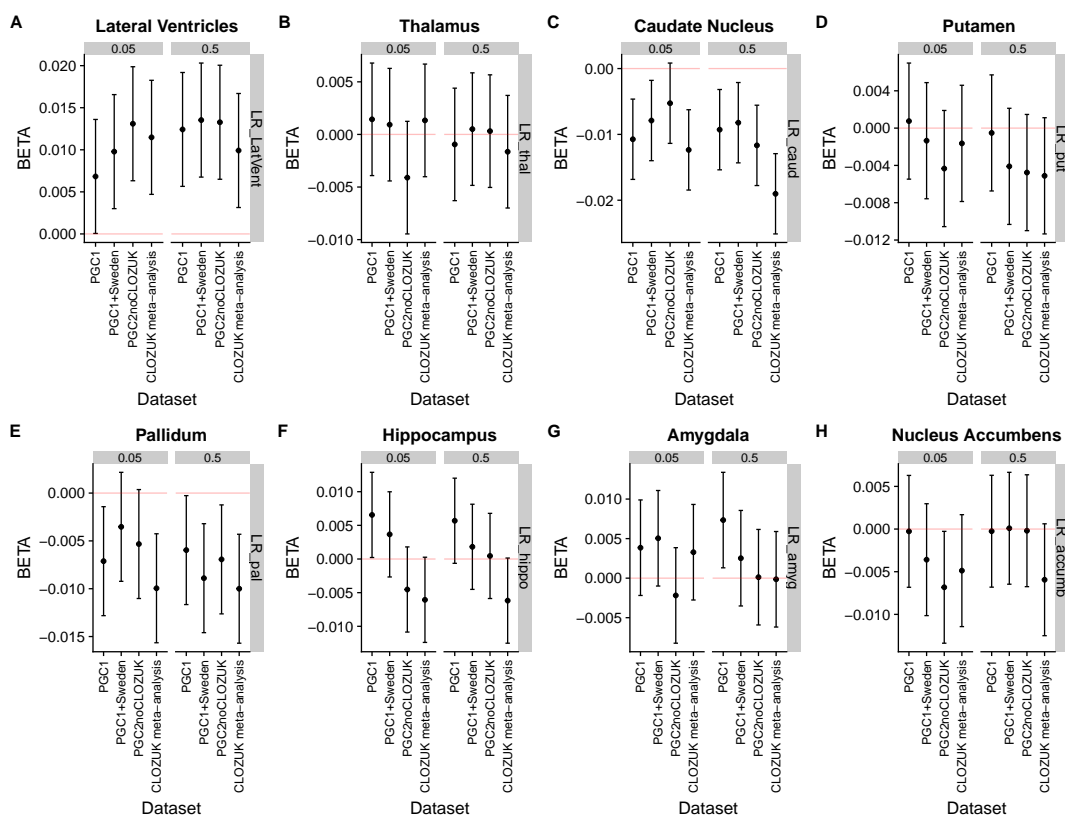 A
Lateral Ventricles
0.05
0.5
0.020
0.015
0.010
0.005
0.000
BETA
LR_LatVent
PGC1
PGC1+Sweden
PGC2noCLOZUK
CLOZUK meta−analysis
PGC1
PGC1+Sweden
PGC2noCLOZUK
CLOZUK meta−analysis
Dataset
B
Thalamus
0.05
0.5
0.005
0.000
−0.005
−0.010
BETA
LR_thal
PGC1
PGC1+Sweden
PGC2noCLOZUK
CLOZUK meta−analysis
PGC1
PGC1+Sweden
PGC2noCLOZUK
CLOZUK meta−analysis
Dataset
C
Caudate Nucleus
0.05
0.5
0.00
−0.01
−0.02
BETA
LR_caud
PGC1
PGC1+Sweden
PGC2noCLOZUK
CLOZUK meta−analysis
PGC1
PGC1+Sweden
PGC2noCLOZUK
CLOZUK meta−analysis
Dataset
D
Putamen
0.05
0.5
0.004
0.000
−0.004
−0.008
−0.012
BETA
LR_put
PGC1
PGC1+Sweden
PGC2noCLOZUK
CLOZUK meta−analysis
PGC1
PGC1+Sweden
PGC2noCLOZUK
CLOZUK meta−analysis
Dataset
E
Pallidum
0.05
0.5
0.000
−0.005
−0.010
−0.015
BETA
LR_pal
PGC1
PGC1+Sweden
PGC2noCLOZUK
CLOZUK meta−analysis
PGC1
PGC1+Sweden
PGC2noCLOZUK
CLOZUK meta−analysis
Dataset
F
Hippocampus
0.05
0.5
0.010
0.005
0.000
−0.005
−0.010
BETA
LR_hippo
PGC1
PGC1+Sweden
PGC2noCLOZUK
CLOZUK meta−analysis
PGC1
PGC1+Sweden
PGC2noCLOZUK
CLOZUK meta−analysis
Dataset
G
Amygdala
0.05
0.5
0.010
0.005
0.000
−0.005
BETA
LR_amyg
PGC1
PGC1+Sweden
PGC2noCLOZUK
CLOZUK meta−analysis
PGC1
PGC1+Sweden
PGC2noCLOZUK
CLOZUK meta−analysis
Dataset
H
Nucleus Accumbens
0.05
0.5
0.005
0.000
−0.005
−0.010
BETA
LR_accumb
PGC1
PGC1+Sweden
PGC2noCLOZUK
CLOZUK meta−analysis
PGC1
PGC1+Sweden
PGC2noCLOZUK
CLOZUK meta−analysis
Dataset